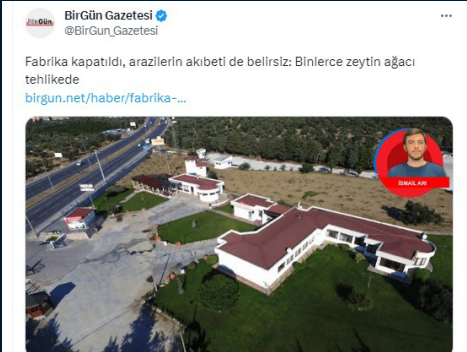 BirGün Gazetesi
@BirGun_Gazetesi
Fabrika kapatıldı, arazilerin akıbeti de belirsiz: Binlerce zeytin ağacı
tehlikede
birgun.net/haber/fabrika-...
İSMAİL ARI